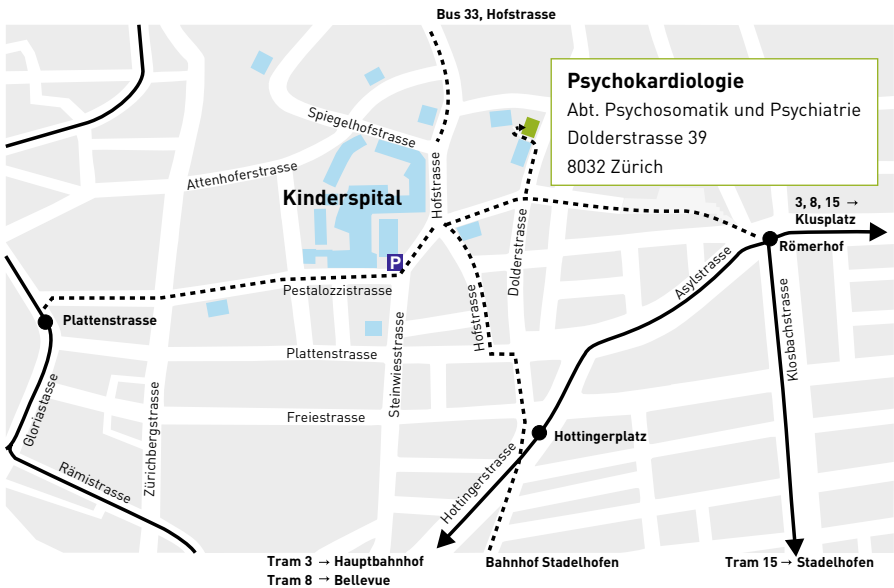 Bus 33, Hofstrasse
Psychokardiologie
Abt. Psychosomatik und Psychiatrie
Dolderstrasse 39
8032 Zürich
Spiegelhofstrasse
Attenhoferstrasse
Hofstrasse
Kinderspital
3, 8, 15 →
Klusplatz
Römerhof
Dolderstrasse
P
Pestalozzistrasse
Asylstrasse
Plattenstrasse
Hofstrasse
Klosbachstrasse
Plattenstrasse
Steinwiesstrasse
Gloriastasse
Zürichbergstrasse
Freiestrasse
Hottingerplatz
Rämistrasse
Hottingerstrasse
Tram 3 → Hauptbahnhof
Tram 8 → Bellevue
Bahnhof Stadelhofen
Tram 15 → Stadelhofen